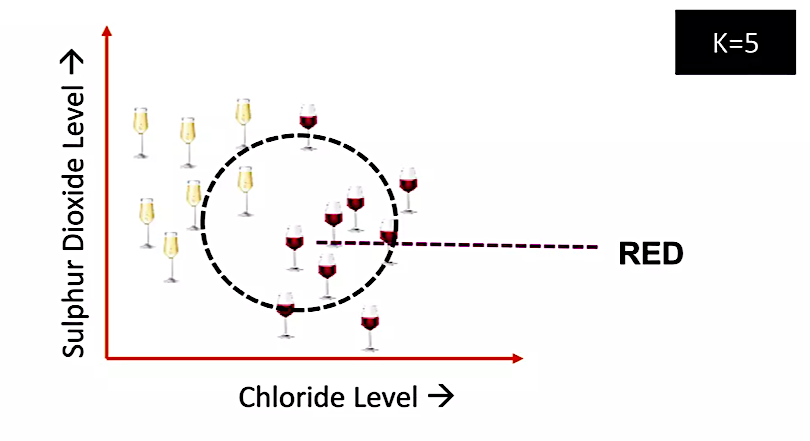 K=5
Sulphur Dioxide Level →
RED
Chloride Level →